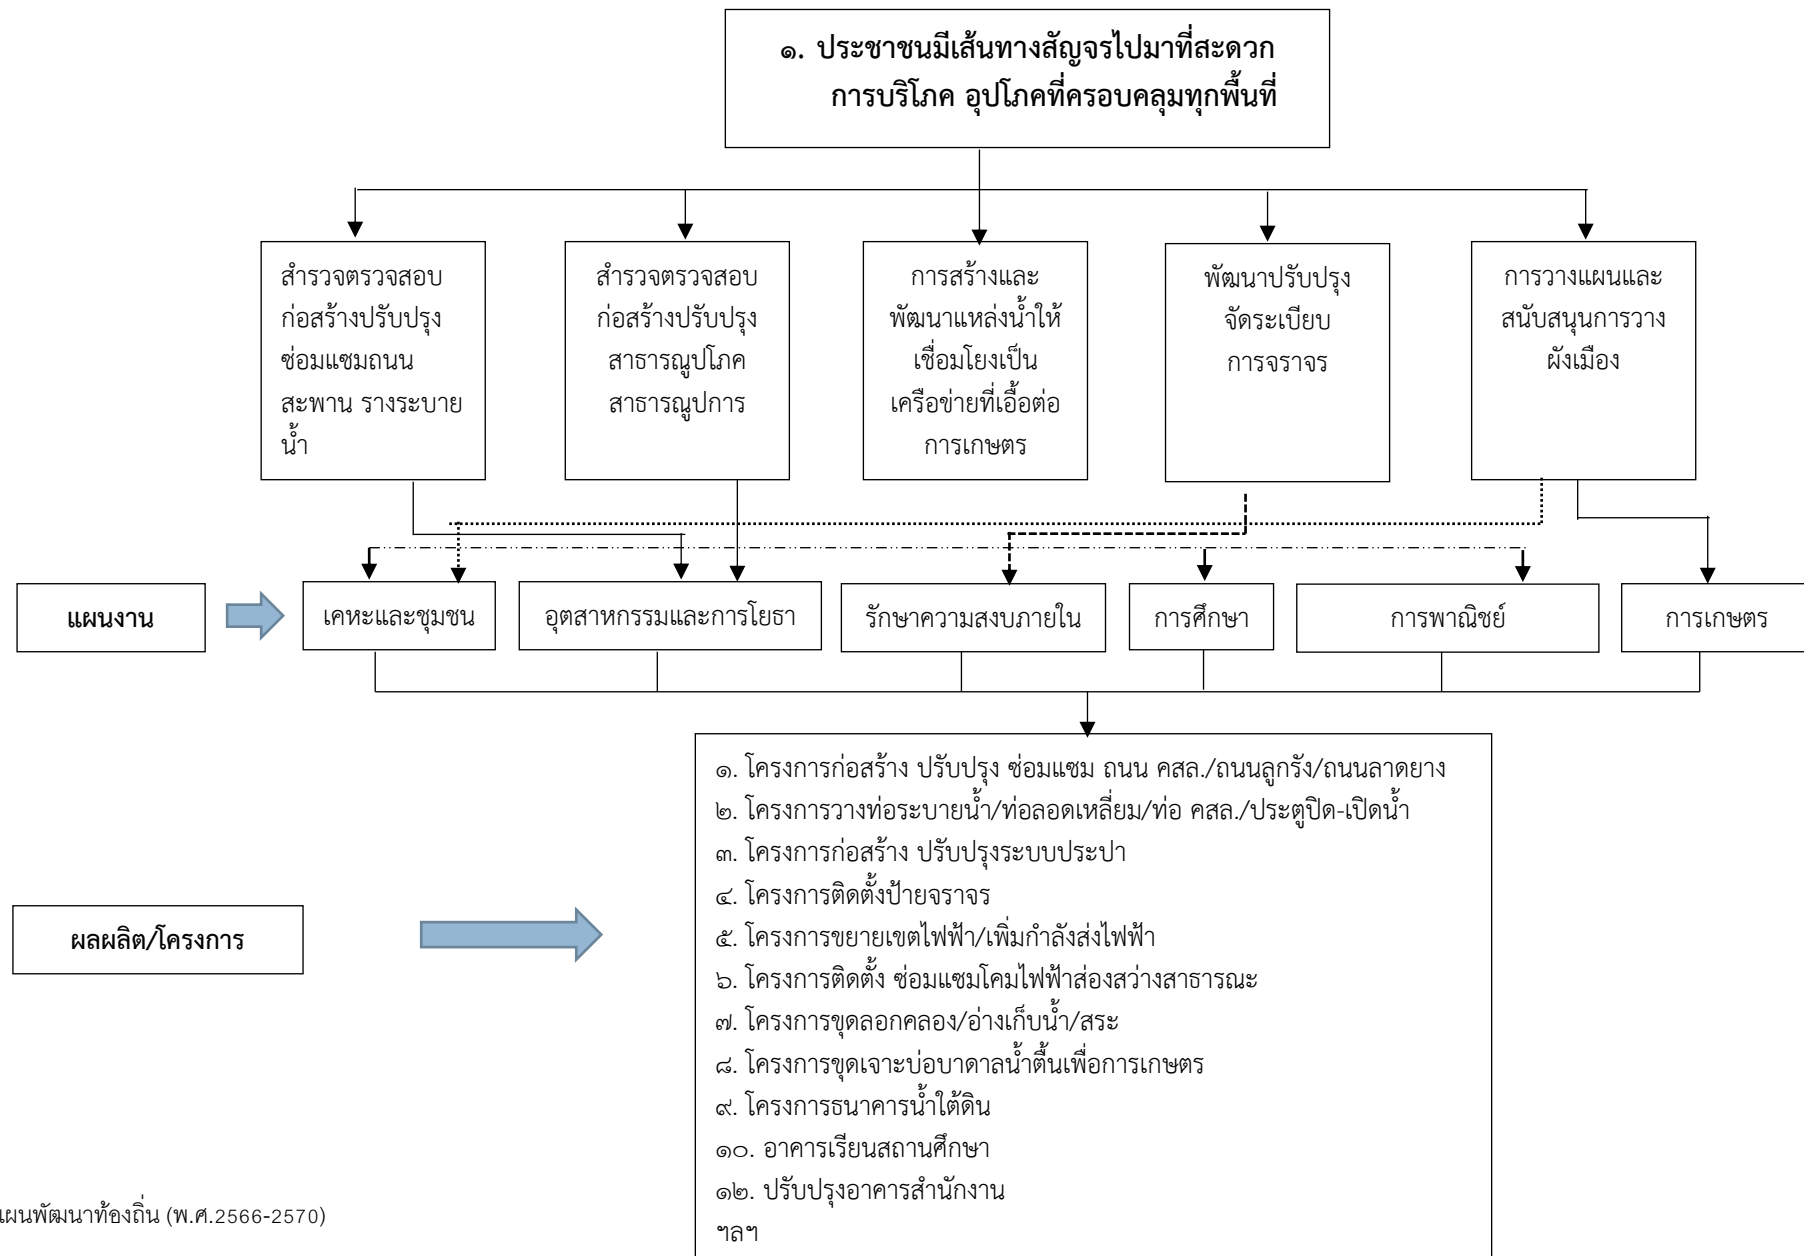 ๑. ประชาชนมีเส้นทางสัญจรไปมาที่สะดวก
การบริโภค อุปโภคที่ครอบคลุมทุกพื้นที่
สำรวจตรวจสอบ
ก่อสร้างปรับปรุง
ซ่อมแซมถนน
สะพาน รางระบาย
น้ำ
สำรวจตรวจสอบ
ก่อสร้างปรับปรุง
สาธารณูปโภค
สาธารณูปการ
การสร้างและ
พัฒนาแหล่งน้ำให้
เชื่อมโยงเป็น
เครือข่ายที่เอื้อต่อ
การเกษตร
พัฒนาปรับปรุง
จัดระเบียบ
การจราจร
การวางแผนและ
สนับสนุนการวาง
ผังเมือง
แผนงาน
เคหะและชุมชน
อุตสาหกรรมและการโยธา
รักษาความสงบภายใน
การศึกษา
การพาณิชย์
การเกษตร
๑. โครงการก่อสร้าง ปรับปรุง ซ่อมแซม ถนน คสล./ถนนลูกรัง/ถนนลาดยาง
๒. โครงการวางท่อระบายน้ำ/ท่อลอดเหลี่ยม/ท่อ คสล./ประตูปิด-เปิดน้ำ
๓. โครงการก่อสร้าง ปรับปรุงระบบประปา
๔. โครงการติดตั้งป้ายจราจร
๕. โครงการขยายเขตไฟฟ้า/เพิ่มกำลังส่งไฟฟ้า
๖. โครงการติดตั้ง ซ่อมแซมโคมไฟฟ้าส่องสว่างสาธารณะ
๗. โครงการขุดลอกคลอง/อ่างเก็บน้ำ/สระ
๘. โครงการขุดเจาะบ่อบาดาลน้ำตื้นเพื่อการเกษตร
๙. โครงการธนาคารน้ำใต้ดิน
๑๐. อาคารเรียนสถานศึกษา
๑๒. ปรับปรุงอาคารสำนักงาน
ฯลฯ
ผลผลิต/โครงการ
ผนพัฒนาท้องถิ่น (พ.ศ.2566-2570)